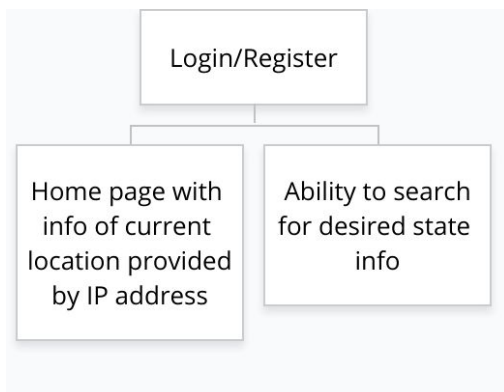 Login/Register
Home page with
info of current
location provided
by IP address
Ability to search
for desired state
info